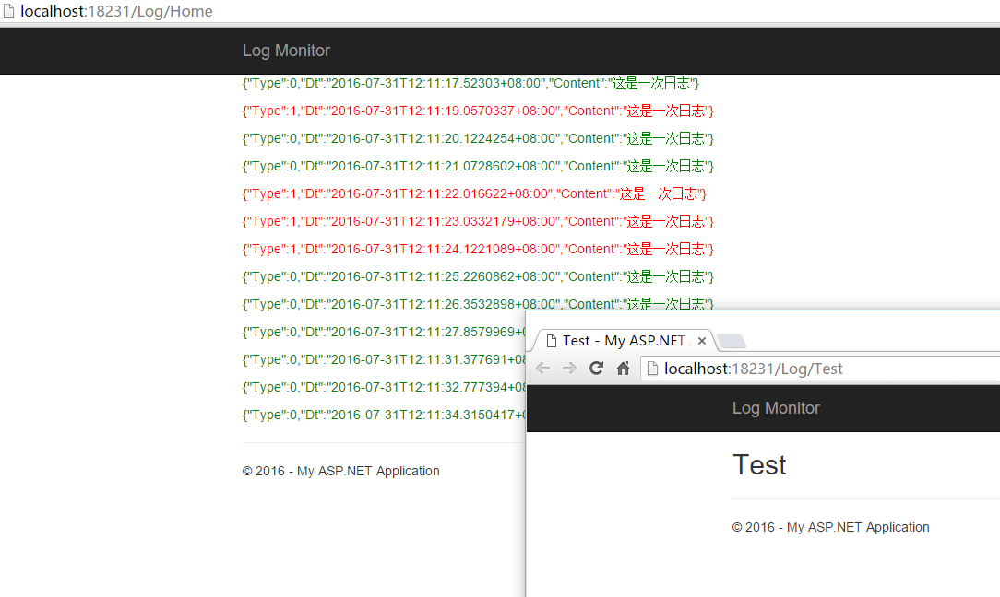 localhost:18231/Log/Home
Log Monitor
{"Type":0,"Dt":"2016-07-31T12:11:17.52303+08:00","Content":"这是一次日志"}
{"Type":1,"Dt":"2016-07-31T12:11:19.0570337+08:00","Content":"这是一次日志"}
{"Type":0,"Dt":"2016-07-31T12:11:20.1224254+08:00","Content":"这是一次日志"}
{"Type":0,"Dt":"2016-07-31T12:11:21.0728602+08:00","Content":"这是一次日志"}
{"Type":1,"Dt":"2016-07-31T12:11:22.016622+08:00","Content":"这是一次日志"}
{"Type":1,"Dt":"2016-07-31T12:11:23.0332179+08:00","Content":"这是一次日志"}
{"Type":1,"Dt":"2016-07-31T12:11:24.1221089+08:00","Content":"这是一次日志"}
{"Type":0,"Dt":"2016-07-31T12:11:25.2260862+08:00","Content":"这是一次日志"}
{"Type":0,"Dt":"2016-07-31T12:11:26.3532898+08:00","Content":"这是一次日志"}
{"Type":0,"Dt":"2016-07-31T12:11:27.8579969+0
{"Type":0,"Dt":"2016-07-31T12:11:31.377691+08
{"Type":0,"Dt":"2016-07-31T12:11:32.777394+08
{"Type":0,"Dt":"2016-07-31T12:11:34.3150417+0
© 2016 - My ASP.NET Application
Test - My ASP.NET
localhost:18231/Log/Test
Log Monitor
Test
© 2016 - My ASP.NET Application